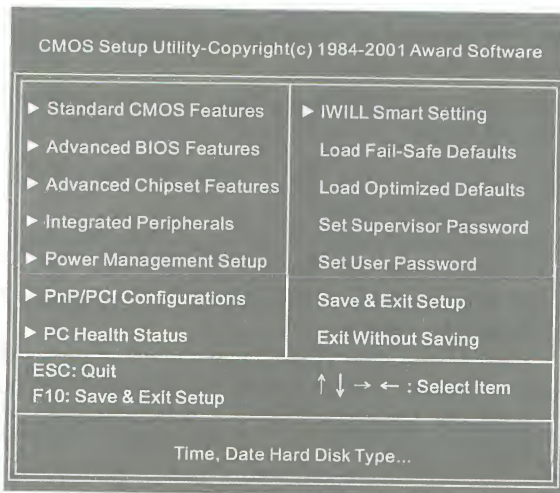 CMOS Setup Utility-Copyright(c) 1984-2001 Award Software
► Standard CMOS Features
► Advanced BIOS Features
► Advanced Chipset Features
► Integrated Peripherals
► Power Management Setup
► PnP/PCI Configurations
► PC Health Status
► IWILL Smart Setting
Load Fail-Safe Defaults
Load Optimized Defaults
Set Supervisor Password
Set User Password
Save & Exit Setup
Exit Without Saving
ESC: Quit
F10: Save & Exit Setup
↑ ↓ → ← : Select Item
Time, Date Hard Disk Type...